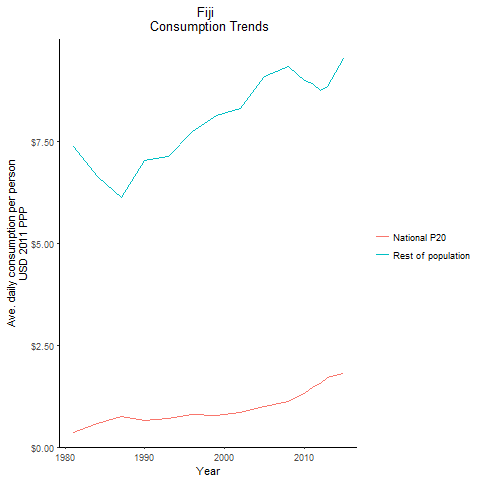 Fiji
Consumption Trends
Ave. daily consumption per person
USD 2011 PPP
$7.50
$5.00
$2.50
$0.00
1980
1990
2000
2010
Year
National P20
Rest of population